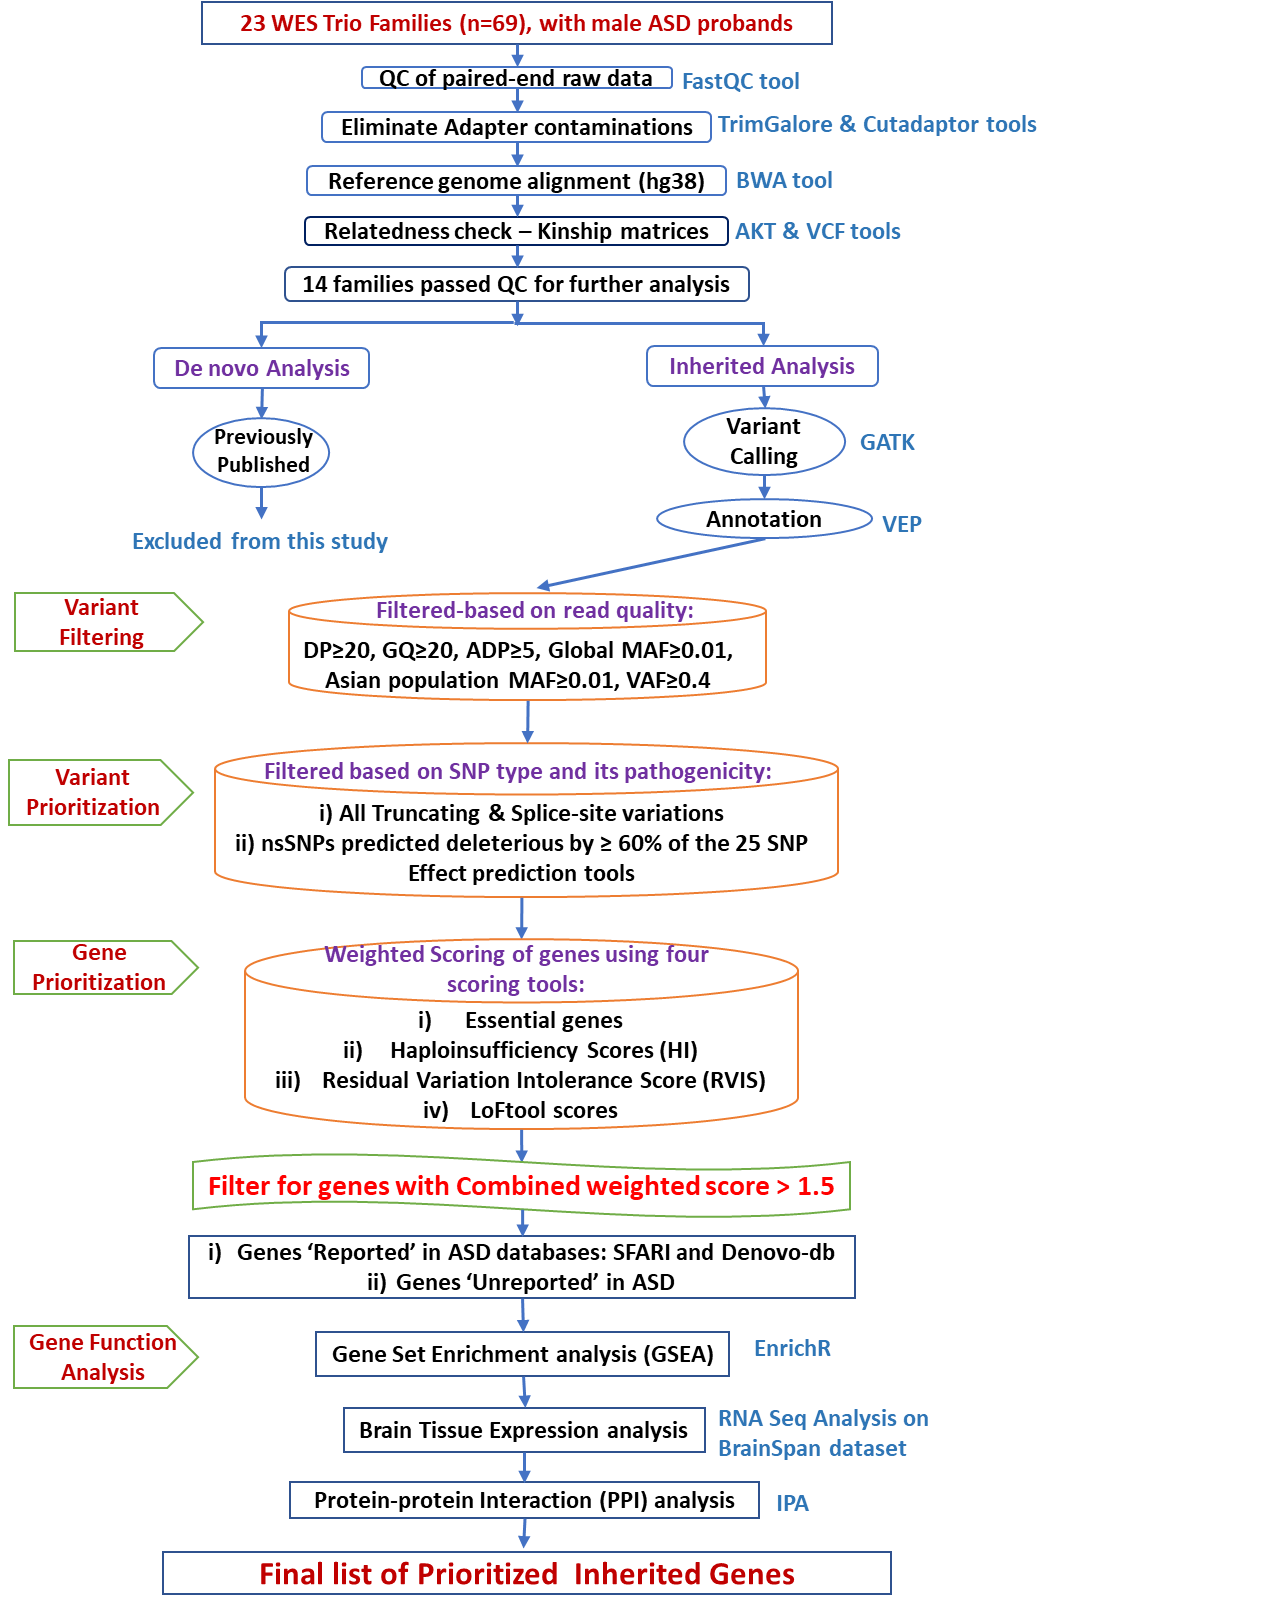 23 WES Trio Families (n=69), with male ASD probands
QC of paired-end raw data
FastQC tool
Eliminate Adapter contaminations
TrimGalore & Cutadaptor tools
Reference genome alignment (hg38)
BWA tool
Relatedness check – Kinship matrices
AKT & VCF tools
14 families passed QC for further analysis
De novo Analysis
Inherited Analysis
Previously
Published
Variant
Calling
GATK
Excluded from this study
Annotation
VEP
Variant
Filtering
Filtered-based on read quality:
DP≥20, GQ≥20, ADP≥5, Global MAF≥0.01,
Asian population MAF≥0.01, VAF≥0.4
Variant
Prioritization
Filtered based on SNP type and its pathogenicity:
i) All Truncating & Splice-site variations
ii) nsSNPs predicted deleterious by ≥ 60% of the 25 SNP
Effect prediction tools
Gene
Prioritization
Weighted Scoring of genes using four
scoring tools:
i) Essential genes
ii) Haploinsufficiency Scores (HI)
iii) Residual Variation Intolerance Score (RVIS)
iv) LoFtool scores
Filter for genes with Combined weighted score > 1.5
i) Genes ‘Reported’ in ASD databases: SFARI and Denovo-db
ii) Genes ‘Unreported’ in ASD
Gene Function
Analysis
Gene Set Enrichment analysis (GSEA)
EnrichR
Brain Tissue Expression analysis
RNA Seq Analysis on
BrainSpan dataset
Protein-protein Interaction (PPI) analysis
IPA
Final list of Prioritized Inherited Genes